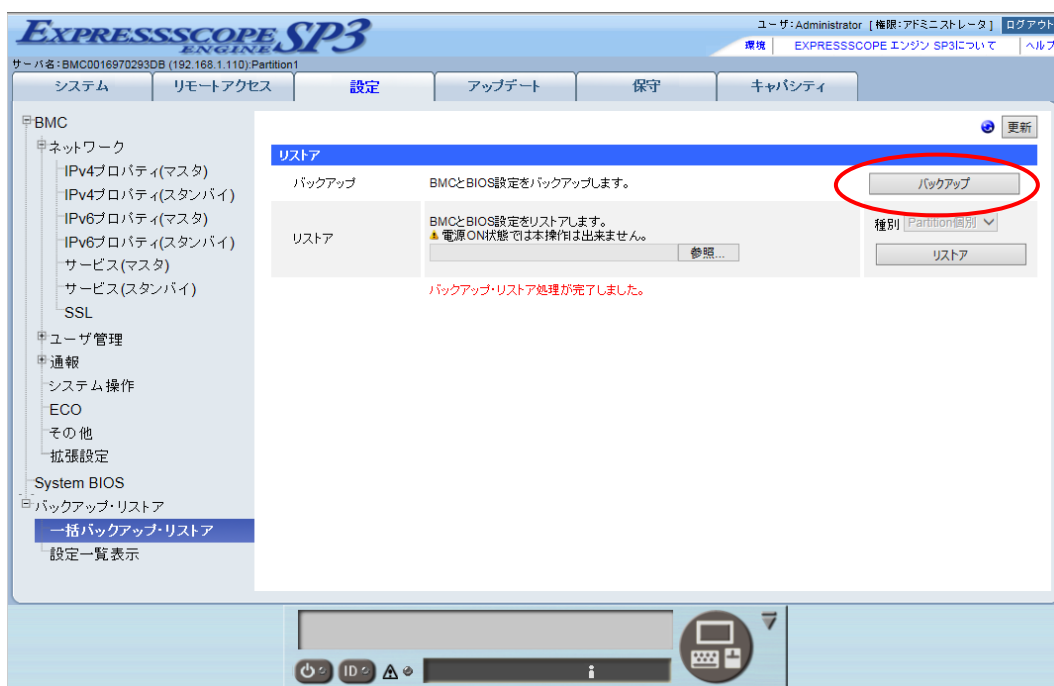 EXPRESSSCOPE
ENGINE SP3
ユーザ:Administrator [権限:アドミニストレータ] ログアウト
環境 EXPRESSSCOPE エンジン SP3について ヘルプ
サーバ名:BMC0016970293DB (192.168.1.110):Partition1
システム リモートアクセス 設定 アップデート 保守 キャパシティ
BMC
ネットワーク
IPv4プロパティ(マスタ)
IPv4プロパティ(スタンバイ)
IPv6プロパティ(マスタ)
IPv6プロパティ(スタンバイ)
サービス(マスタ)
サービス(スタンバイ)
SSL
ユーザ管理
通報
システム操作
ECO
その他
拡張設定
System BIOS
バックアップ・リストア
一括バックアップ・リストア
設定一覧表示
更新
リストア
バックアップ BMCとBIOS設定をバックアップします。 バックアップ
リストア
BMCとBIOS設定をリストアします。
電源ON状態では本操作は出来ません。
参照...
種別 Partition個別
リストア
バックアップ・リストア処理が完了しました。
ID